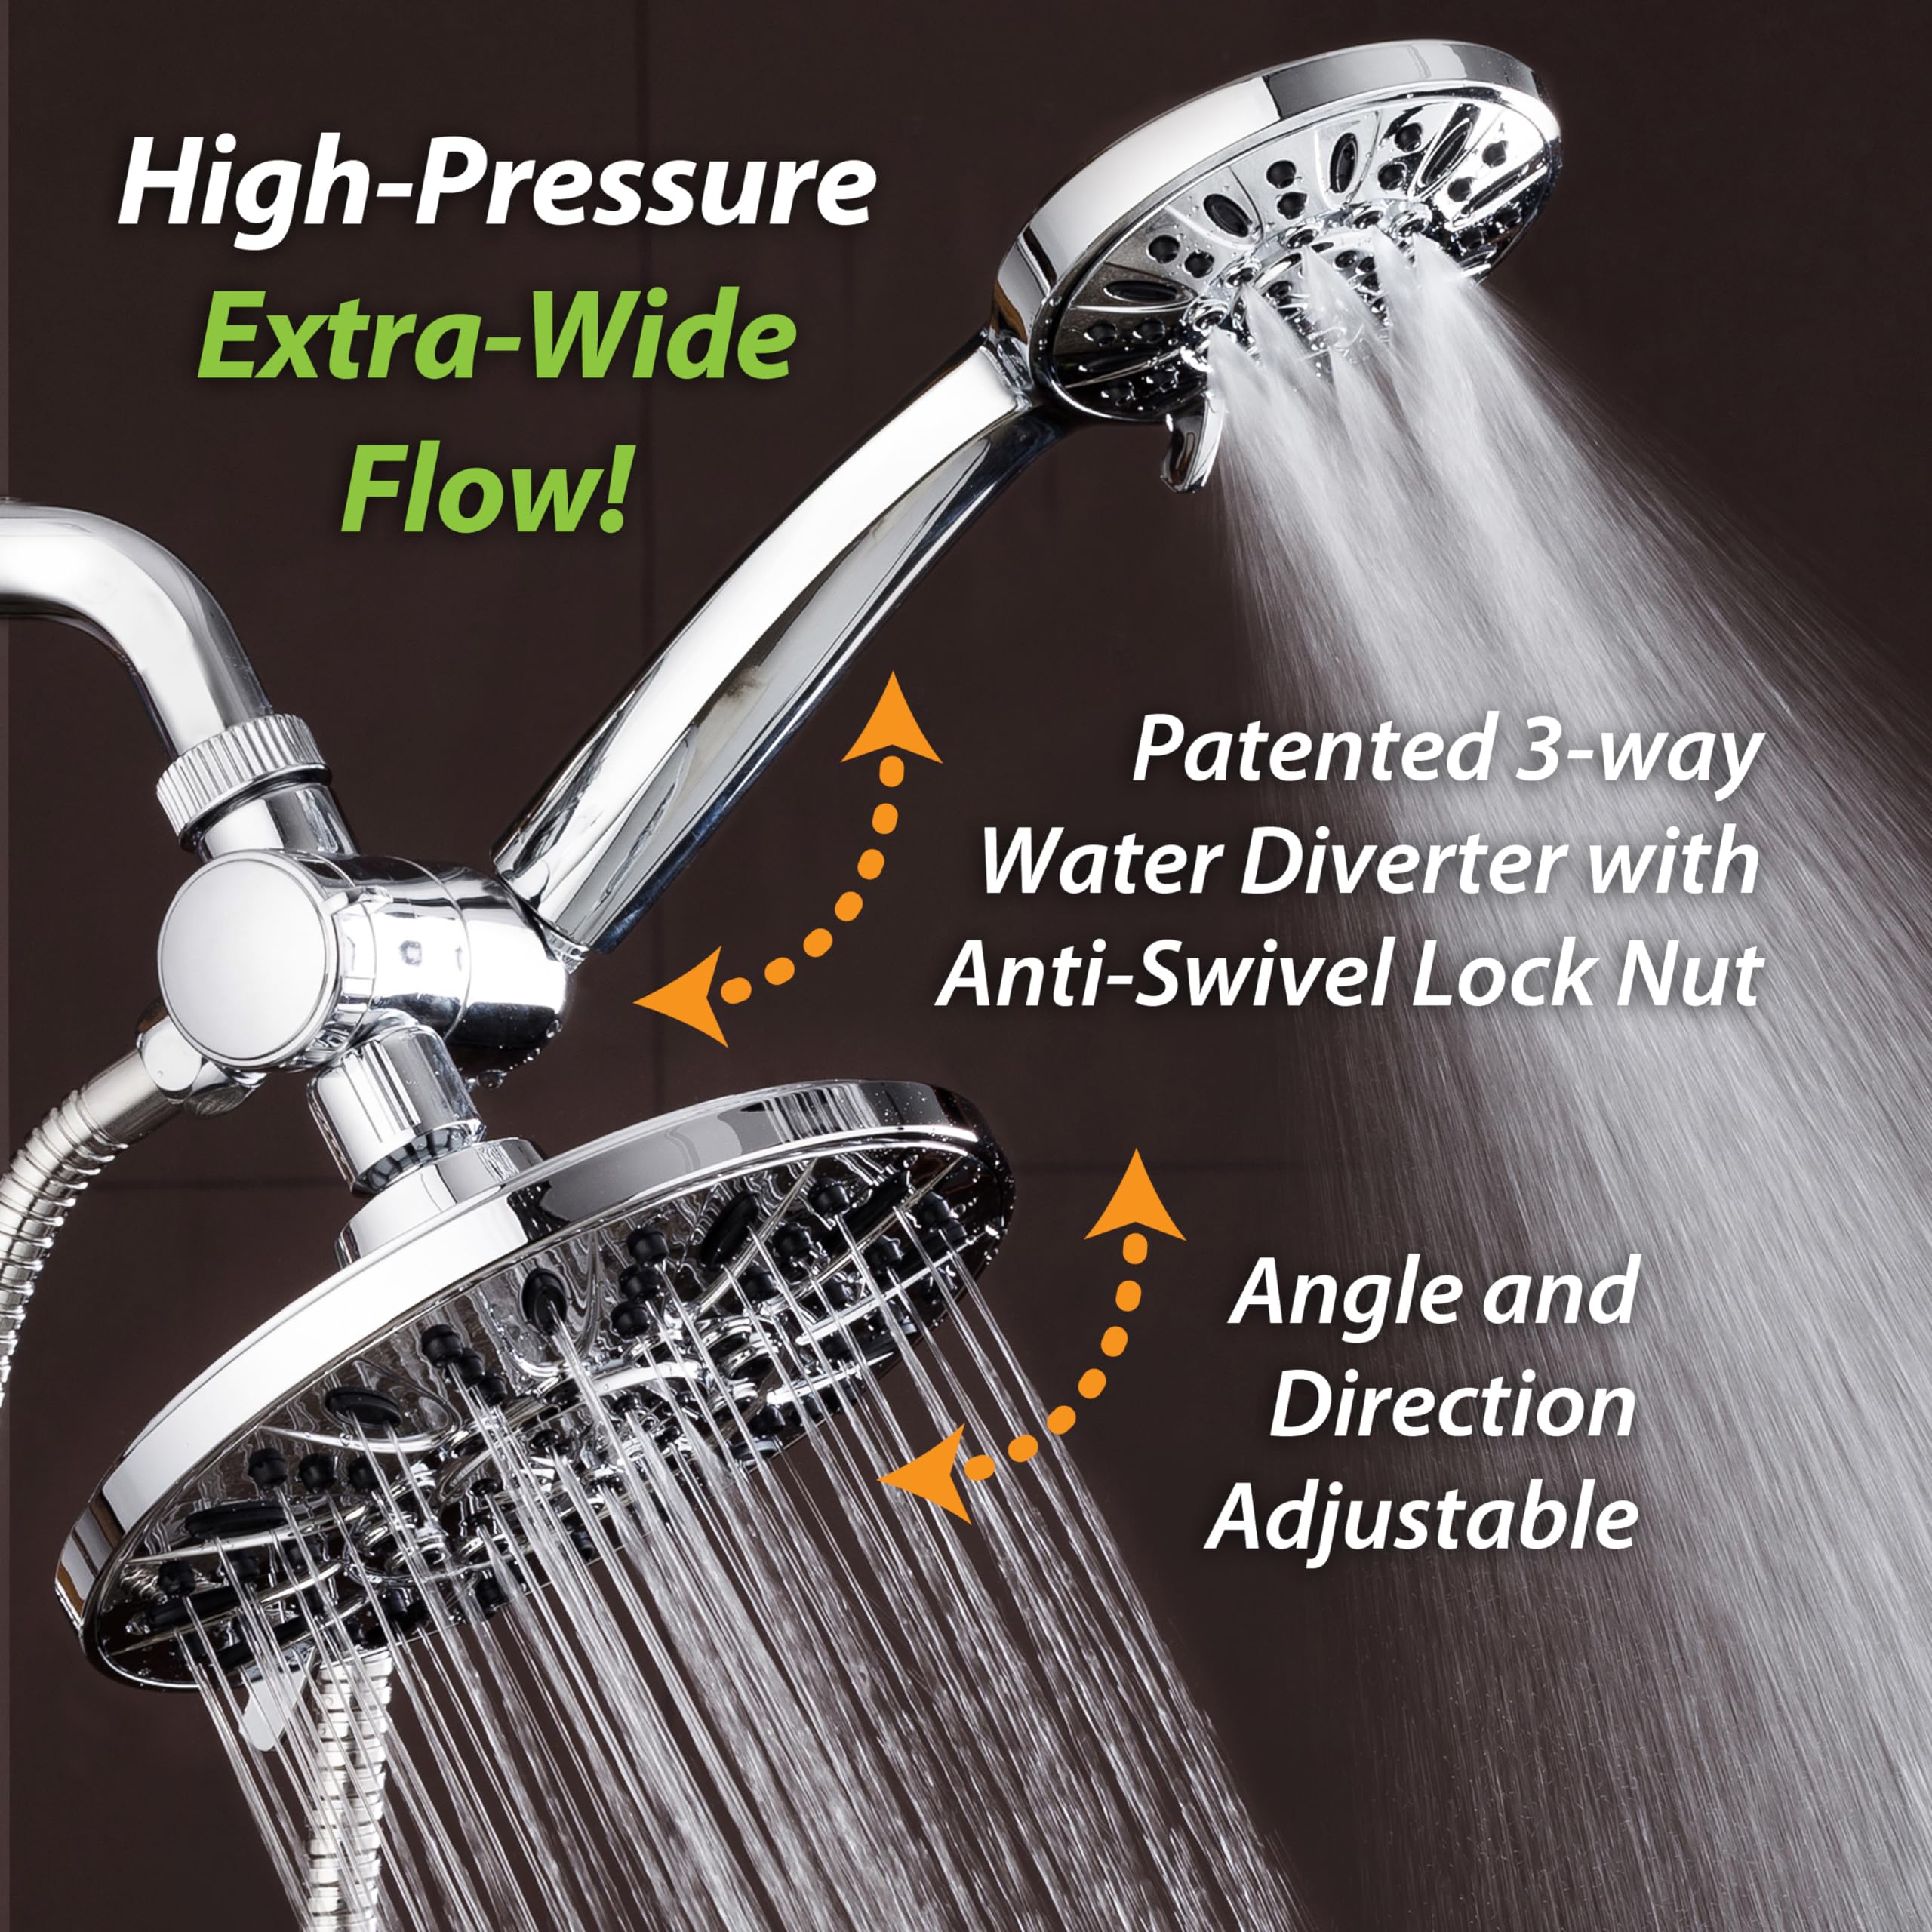 High-Pressure
Extra-Wide
Flow!
Patented 3-way
Water Diverter with
Anti-Swivel Lock Nut
Angle and
Direction
Adjustable